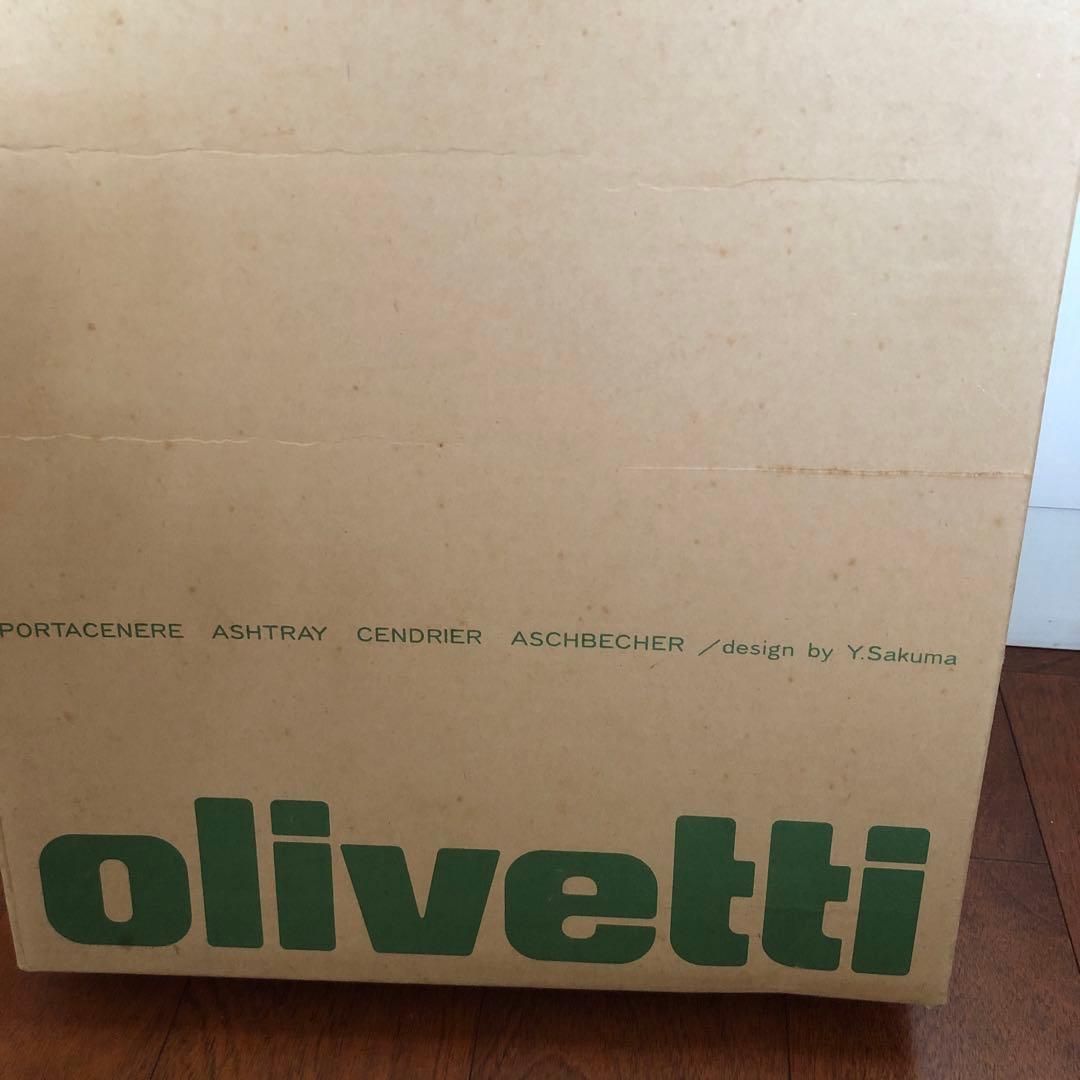 PORTACENERE ASHTRAY CENDRIER ASCHBECHER /design by Y.Sakuma
olivetti